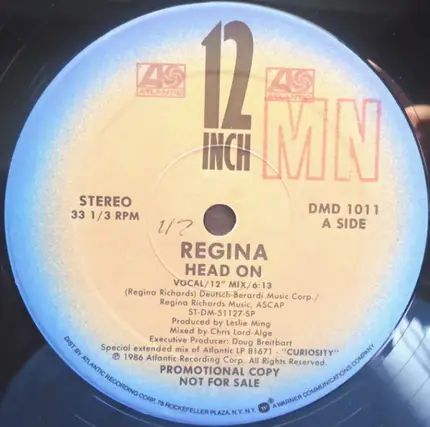 12
INCH
ATLANTIC
ATLANTIC
MN
STEREO
33 1/3 RPM
DMD 1011
A SIDE
1/2
REGINA
HEAD ON
VOCAL/12" MIX/6:13
(Regina Richards) Deutsch-Berardi Music Corp./
Regina Richards Music, ASCAP
ST-DM-51127-SP
Produced by Leslie Ming
Mixed by Chris Lord-Alge
Executive Producer: Doug Breitbart
Special extended mix of Atlantic LP 81671 - "CURIOSITY"
℗ 1986 Atlantic Recording Corp. All Rights Reserved.
PROMOTIONAL COPY
NOT FOR SALE
DIST. BY ATLANTIC RECORDING CORP. 75 ROCKEFELLER PLAZA, N.Y. N.Y. A WARNER COMMUNICATIONS COMPANY